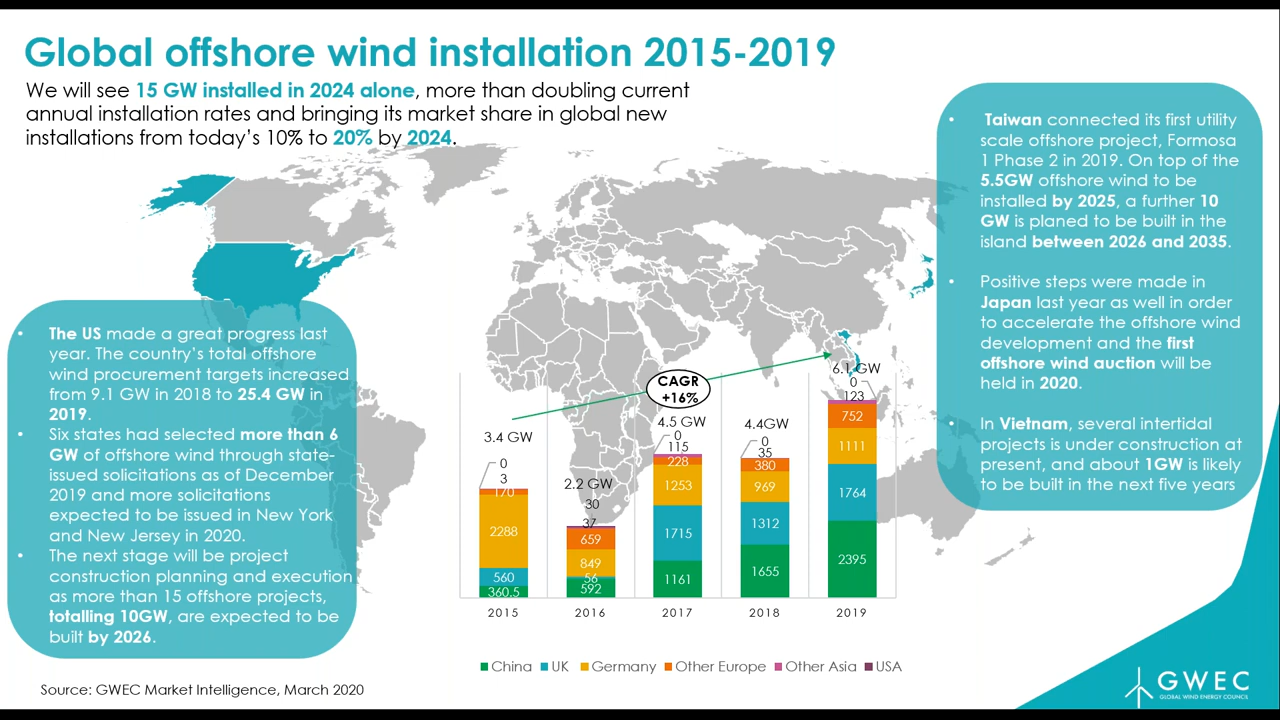 Global offshore wind installation 2015-2019
We will see 15 GW installed in 2024 alone, more than doubling current
annual installation rates and bringing its market share in global new
installations from today's 10% to 20% by 2024.
• The US made a great progress last
year. The country's total offshore
wind procurement targets increased
from 9.1 GW in 2018 to 25.4 GW in
2019.
• Six states had selected more than 6
GW of offshore wind through state-
issued solicitations as of December
2019 and more solicitations
expected to be issued in New York
and New Jersey in 2020.
• The next stage will be project
construction planning and execution
as more than 15 offshore projects,
totalling 10GW, are expected to be
built by 2026.
CAGR
+16%
3.4 GW
0
3
170
2288
560
360.5
2015
2.2 GW
30
37
659
849
56
592
2016
4.5 GW
0
115
228
1253
1715
1161
2017
4.4GW
0
35
380
969
1312
1655
2018
6.1 GW
0
123
752
1111
1764
2395
2019
China UK Germany Other Europe Other Asia USA
• Taiwan connected its first utility
scale offshore project, Formosa
1 Phase 2 in 2019. On top of the
5.5GW offshore wind to be
installed by 2025, a further 10
GW is planed to be built in the
island between 2026 and 2035.
• Positive steps were made in
Japan last year as well in order
to accelerate the offshore wind
development and the first
offshore wind auction will be
held in 2020.
• In Vietnam, several intertidal
projects is under construction at
present, and about 1GW is likely
to be built in the next five years
Source: GWEC Market Intelligence, March 2020
GWEC
GLOBAL WIND ENERGY COUNCIL